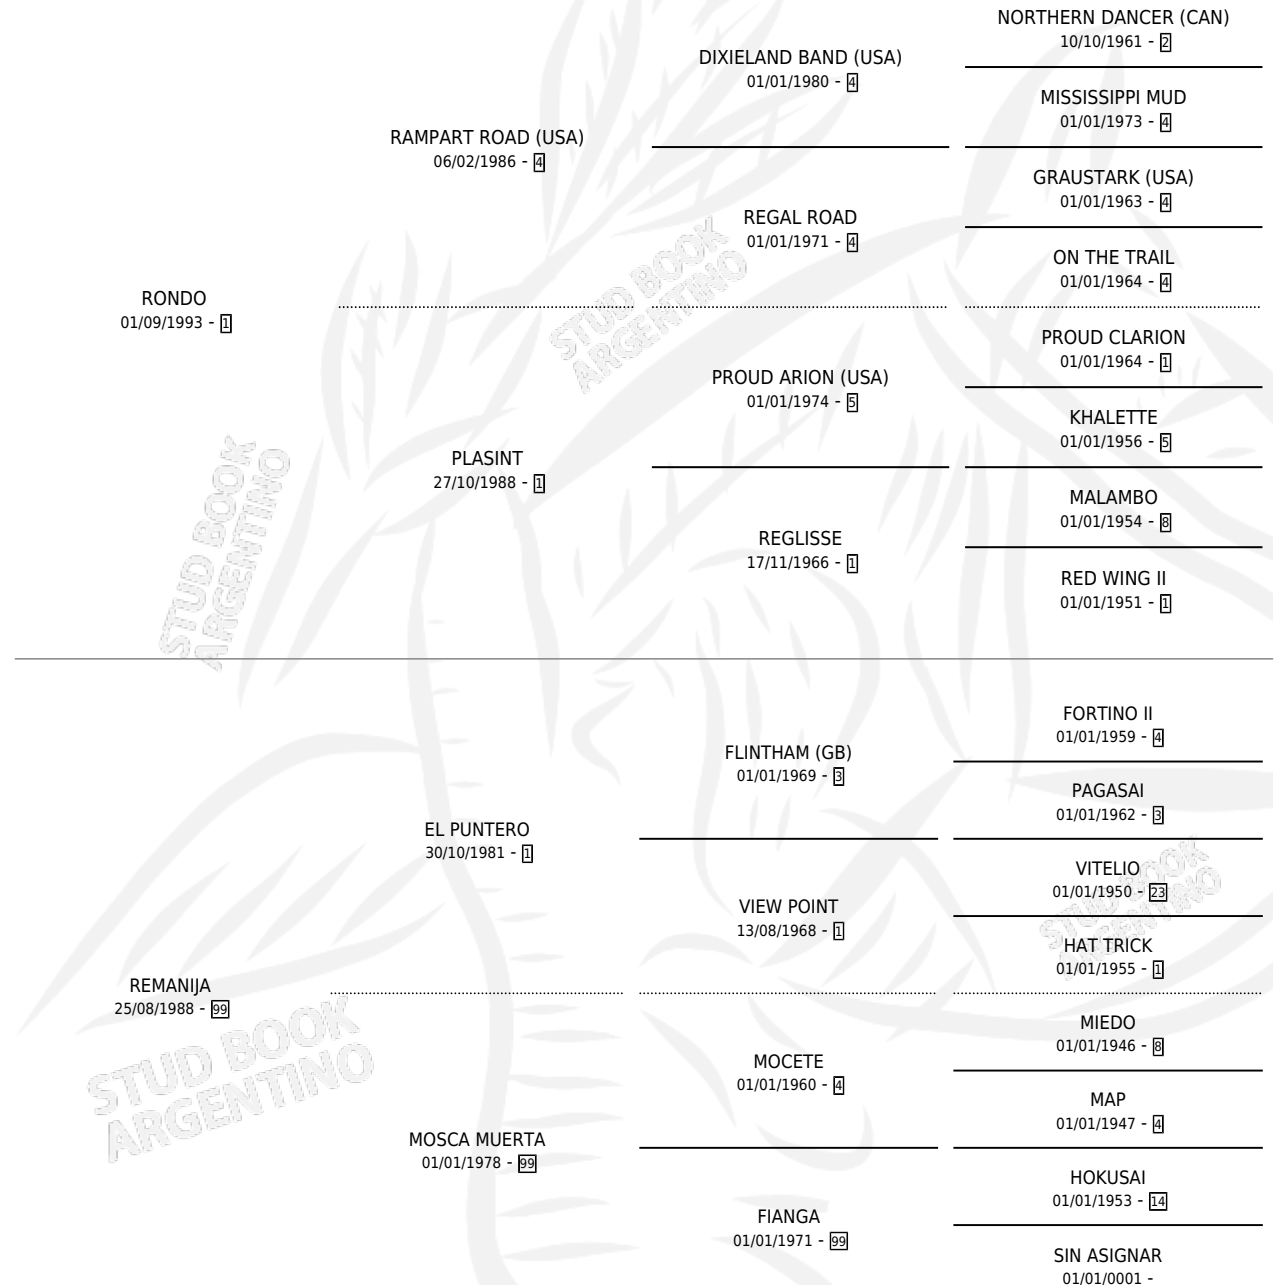 NORTHERN DANCER (CAN)
10/10/1961 - 2
DIXIELAND BAND (USA)
01/01/1980 - 4
MISSISSIPPI MUD
01/01/1973 - 4
RAMPART ROAD (USA)
06/02/1986 - 4
GRAUSTARK (USA)
01/01/1963 - 4
REGAL ROAD
01/01/1971 - 4
ON THE TRAIL
01/01/1964 - 4
RONDO
01/09/1993 - 1
PROUD CLARION
01/01/1964 - 1
PROUD ARION (USA)
01/01/1974 - 5
KHALETTE
01/01/1956 - 5
PLASINT
27/10/1988 - 1
MALAMBO
01/01/1954 - 8
REGLISSE
17/11/1966 - 1
RED WING II
01/01/1951 - 1
FORTINO II
01/01/1959 - 4
FLINTHAM (GB)
01/01/1969 - 3
PAGASAI
01/01/1962 - 3
EL PUNTERO
30/10/1981 - 1
VITELIO
01/01/1950 - 23
VIEW POINT
13/08/1968 - 1
HAT TRICK
01/01/1955 - 1
REMANIJA
25/08/1988 - 99
MIEDO
01/01/1946 - 8
MOCETE
01/01/1960 - 4
MAP
01/01/1947 - 4
MOSCA MUERTA
01/01/1978 - 99
HOKUSAI
01/01/1953 - 14
FIANGA
01/01/1971 - 99
SIN ASIGNAR
01/01/0001 -
STUD BOOK
ARGENTINO
STUD BOOK
ARGENTINO
STUD BOOK
ARGENTINO
STUD BOOK
ARGENTINO